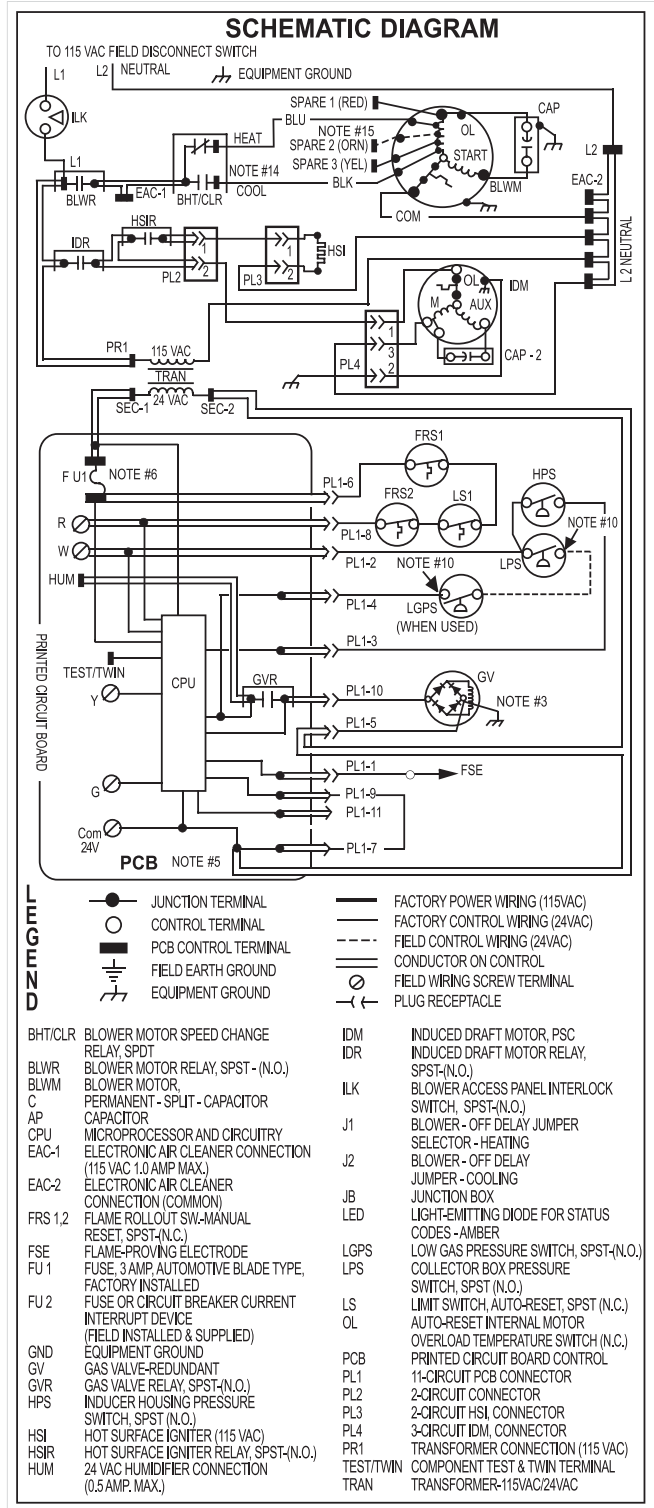 SCHEMATIC DIAGRAM
TO 115 VAC FIELD DISCONNECT SWITCH
L1
L2
NEUTRAL
EQUIPMENT GROUND
ILK
SPARE 1 (RED)
BLU
NOTE #15
SPARE 2 (ORN)
SPARE 3 (YEL)
BLK
HEAT
NOTE #14
COOL
OL
START
CAP
BLWM
COM
L2
EAC-2
L 2 NEUTRAL
L1
BLWR
EAC-1
BHT/CLR
HSIR
IDR
1
2
PL2
1
2
PL3
HSI
OL
IDM
M
AUX
CAP - 2
1
3
2
PL4
PR1
115 VAC
TRAN
24 VAC
SEC-1
SEC-2
F U1
NOTE #6
R
W
HUM
TEST/TWIN
Y
CPU
GVR
G
Com
24V
PCB
NOTE #5
PRINTED CIRCUIT BOARD
FRS1
PL1-6
FRS2
LS1
HPS
PL1-8
NOTE #10
PL1-2
LPS
NOTE #10
PL1-4
LGPS
(WHEN USED)
PL1-3
GV
PL1-10
NOTE #3
PL1-5
PL1-1
FSE
PL1-9
PL1-11
PL1-7
LEGEND
JUNCTION TERMINAL
CONTROL TERMINAL
PCB CONTROL TERMINAL
FIELD EARTH GROUND
EQUIPMENT GROUND
FACTORY POWER WIRING (115VAC)
FACTORY CONTROL WIRING (24VAC)
FIELD CONTROL WIRING (24VAC)
CONDUCTOR ON CONTROL
FIELD WIRING SCREW TERMINAL
PLUG RECEPTACLE
BHT/CLR BLOWER MOTOR SPEED CHANGE
RELAY, SPDT
BLWR BLOWER MOTOR RELAY, SPST - (N.O.)
BLWM BLOWER MOTOR,
C PERMANENT - SPLIT - CAPACITOR
AP CAPACITOR
CPU MICROPROCESSOR AND CIRCUITRY
EAC-1 ELECTRONIC AIR CLEANER CONNECTION
(115 VAC 1.0 AMP MAX.)
EAC-2 ELECTRONIC AIR CLEANER
CONNECTION (COMMON)
FRS 1,2 FLAME ROLLOUT SW.-MANUAL
RESET, SPST-(N.C.)
FSE FLAME-PROVING ELECTRODE
FU 1 FUSE, 3 AMP, AUTOMOTIVE BLADE TYPE,
FACTORY INSTALLED
FU 2 FUSE OR CIRCUIT BREAKER CURRENT
INTERRUPT DEVICE
(FIELD INSTALLED & SUPPLIED)
GND EQUIPMENT GROUND
GV GAS VALVE-REDUNDANT
GVR GAS VALVE RELAY, SPST-(N.O.)
HPS INDUCER HOUSING PRESSURE
SWITCH, SPST (N.O.)
HSI HOT SURFACE IGNITER (115 VAC)
HSIR HOT SURFACE IGNITER RELAY, SPST-(N.O.)
HUM 24 VAC HUMIDIFIER CONNECTION
(0.5 AMP. MAX.)
IDM INDUCED DRAFT MOTOR, PSC
IDR INDUCED DRAFT MOTOR RELAY,
SPST-(N.O.)
ILK BLOWER ACCESS PANEL INTERLOCK
SWITCH, SPST-(N.O.)
J1 BLOWER - OFF DELAY JUMPER
SELECTOR - HEATING
J2 BLOWER - OFF DELAY
JUMPER - COOLING
JB JUNCTION BOX
LED LIGHT-EMITTING DIODE FOR STATUS
CODES - AMBER
LGPS LOW GAS PRESSURE SWITCH, SPST-(N.O.)
LPS COLLECTOR BOX PRESSURE
SWITCH, SPST (N.O.)
LS LIMIT SWITCH, AUTO-RESET, SPST (N.C.)
OL AUTO-RESET INTERNAL MOTOR
OVERLOAD TEMPERATURE SWITCH (N.C.)
PCB PRINTED CIRCUIT BOARD CONTROL
PL1 11-CIRCUIT PCB CONNECTOR
PL2 2-CIRCUIT CONNECTOR
PL3 2-CIRCUIT HSI, CONNECTOR
PL4 3-CIRCUIT IDM, CONNECTOR
PR1 TRANSFORMER CONNECTION (115 VAC)
TEST/TWIN COMPONENT TEST & TWIN TERMINAL
TRAN TRANSFORMER-115VAC/24VAC